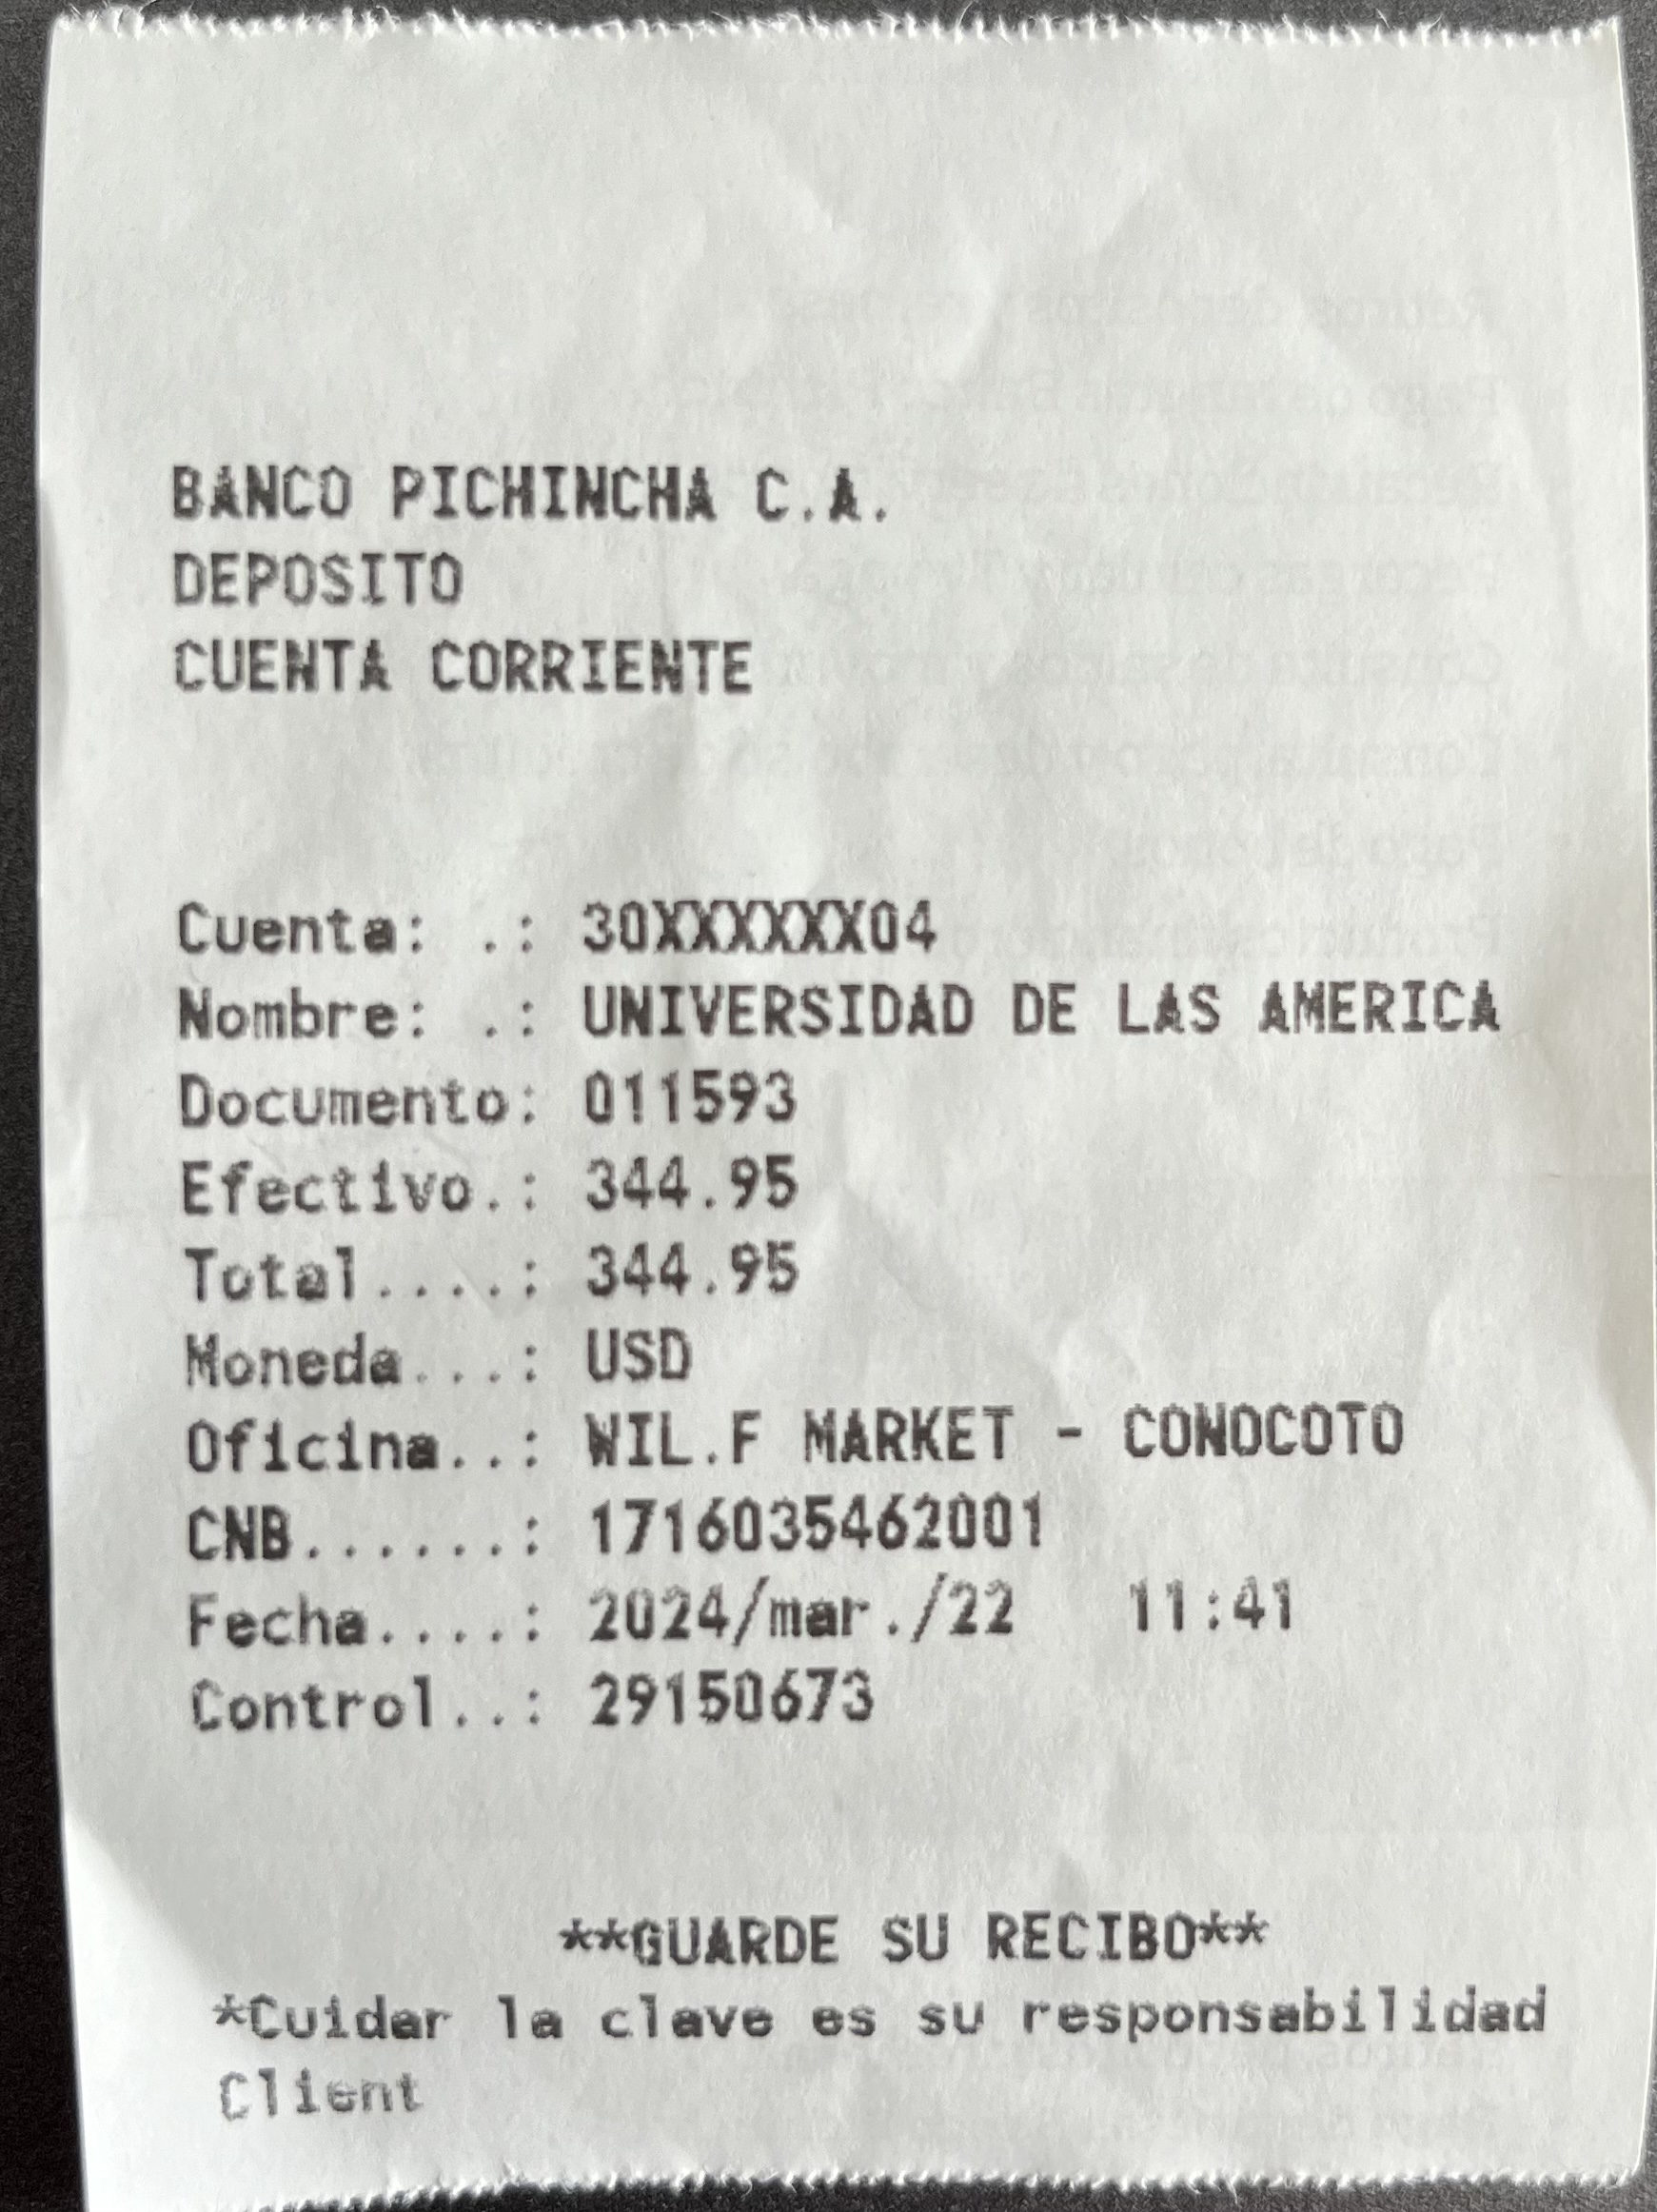 BANCO PICHINCHA C.A.
DEPOSITO
CUENTA CORRIENTE
Cuenta: .: 30XXXXXX04
Nombre: .: UNIVERSIDAD DE LAS AMERICA
Documento: 011593
Efectivo.: 344.95
Total....: 344.95
Moneda...: USD
Oficina..: WIL.F MARKET - CONOCOTO
CNB......: 1716035462001
Fecha....: 2024/mar./22 11:41
Control..: 29150673
**GUARDE SU RECIBO**
*Cuidar la clave es su responsabilidad
Client